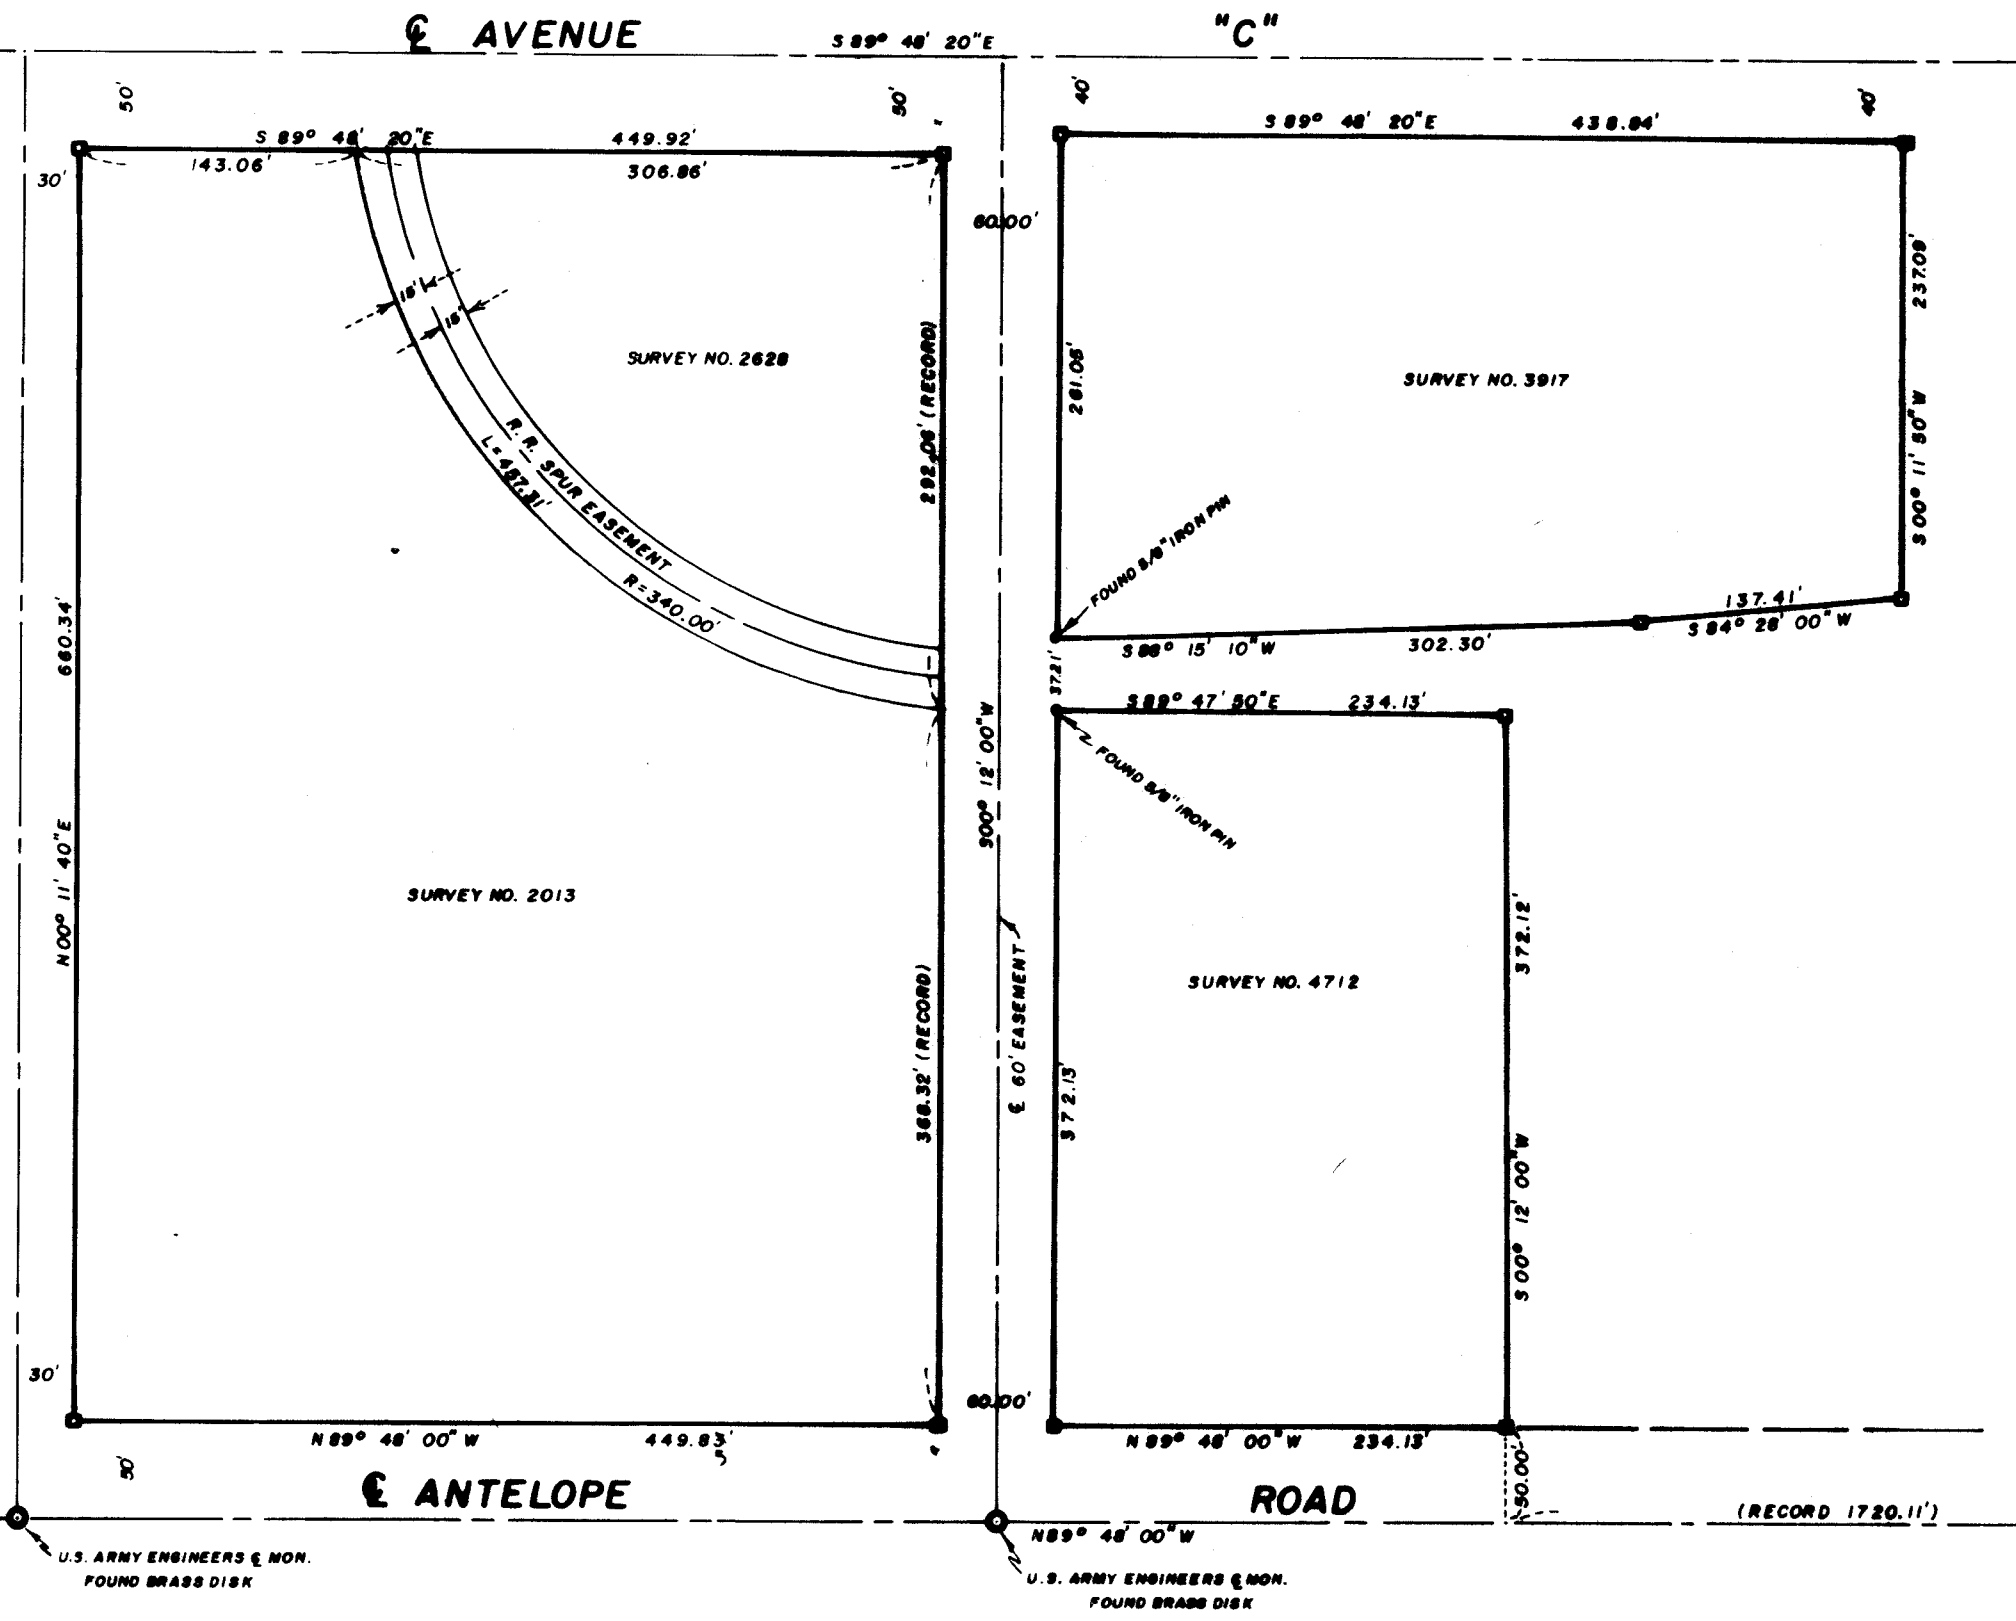 ℄ AVENUE "C"
S 89° 48' 20" E
50'
50'
40'
40'
S 89° 48' 20" E 449.92'
143.06'
306.86'
S 89° 48' 20" E 438.84'
30'
60.00'
15'
15'
SURVEY NO. 2628
292.06' (RECORD)
261.05'
SURVEY NO. 3917
237.09'
S 00° 11' 50" W
R. R. SPUR EASEMENT
L = 457.31'
R = 340.00'
FOUND 5/8" IRON PIN
137.41'
S 84° 28' 00" W
S 88° 15' 10" W 302.30'
37.21'
S 89° 47' 50" E 234.13'
FOUND 5/8" IRON PIN
660.34'
N 00° 11' 40" E
S 00° 12' 00" W
SURVEY NO. 2013
368.32' (RECORD)
℄ 60' EASEMENT
SURVEY NO. 4712
372.13'
372.12'
S 00° 12' 00" W
30'
60.00'
N 89° 48' 00" W 449.83'
N 89° 48' 00" W 234.13'
50'
50.00'
℄ ANTELOPE ROAD
(RECORD 1720.11')
N 89° 48' 00" W
U.S. ARMY ENGINEERS ℄ MON.
FOUND BRASS DISK
U.S. ARMY ENGINEERS ℄ MON.
FOUND BRASS DISK